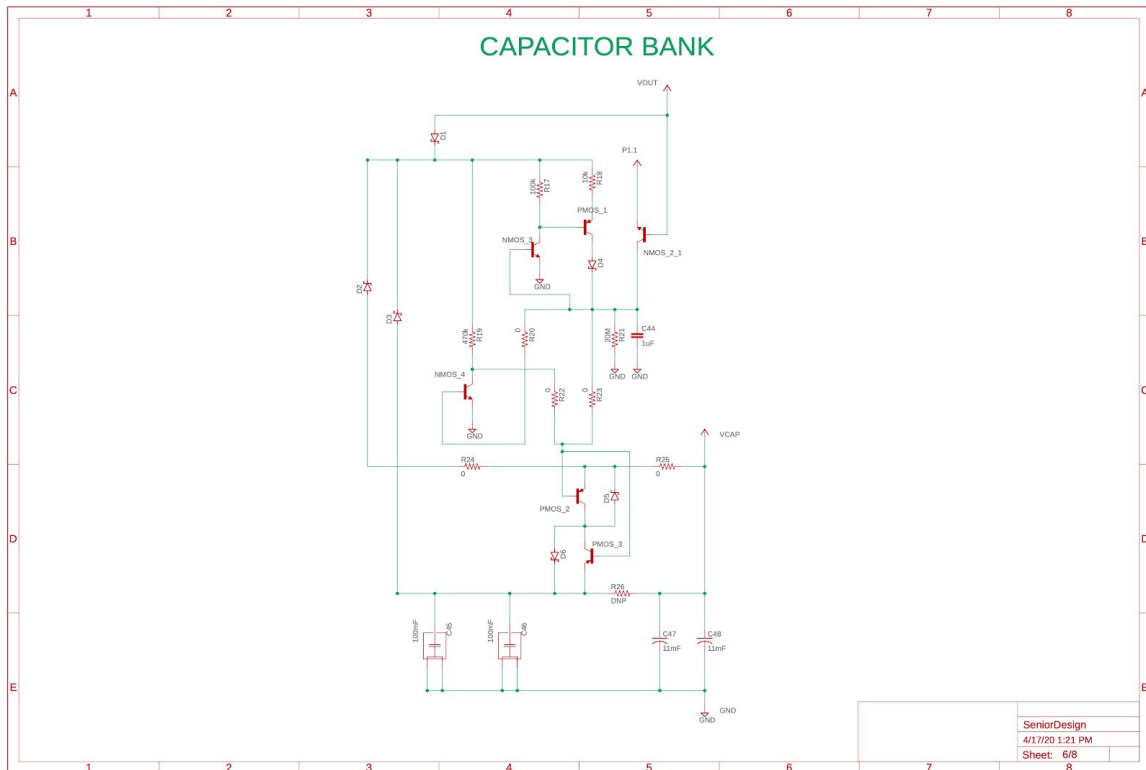 1 2 3 4 5 6 7 8
CAPACITOR BANK
A A
VOUT
D1
P1.1
100k
R17
10k
R18
PMOS_1
B B
NMOS_3
NMOS_2_1
D4
GND
D2
D3
470k
R19
0
R20
20M
R21
C44
1uF
GND GND
NMOS_4
C C
0
R22
0
R23
GND
VCAP
R24
0
R25
0
PMOS_2
D5
D D
PMOS_3
D6
R26
DNP
100mF
C45
100mF
C46
C47
11mF
C48
11mF
E E
GND
GND
SeniorDesign
4/17/20 1:21 PM
Sheet: 6/8
1 2 3 4 5 6 7 8